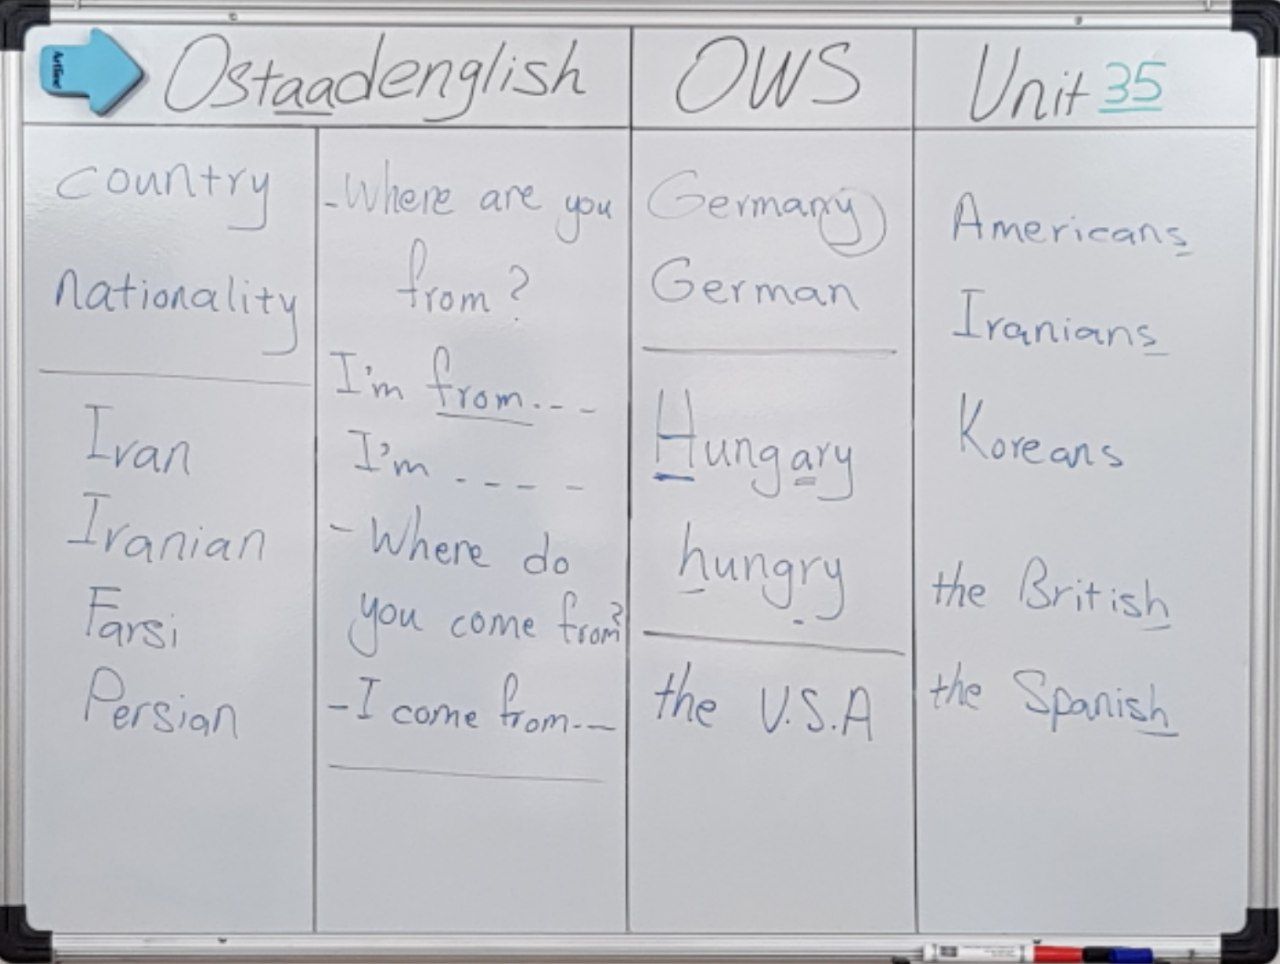 Artline
Ostaadenglish
OWS
Unit 35
country
nationality
Iran
Iranian
Farsi
Persian
-Where are you
from?
I'm from---
I'm ----
- Where do
you come from?
- I come from---
Germany
German
Hungary
hungry
the U.S.A
Americans
Iranians
Koreans
the British
the Spanish